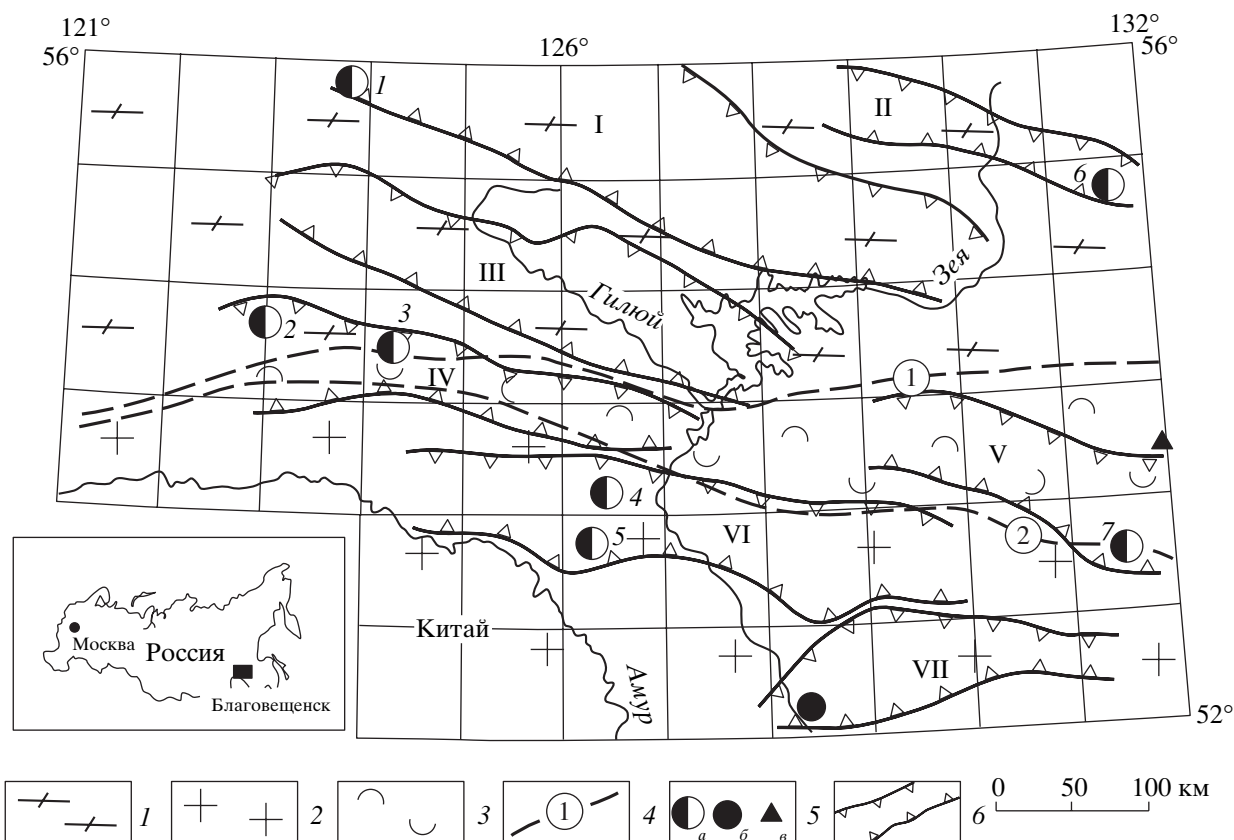 121°
132°
56°
126°
56°
1
I
II
6
III
Гилюй
Зея
2
3
IV
1
V
4
5
VI
2
7
Китай
VII
Амур
Москва
Россия
Благовещенск
52°
1
2
3
1
4
а
б
в
5
6
0
50
100 км